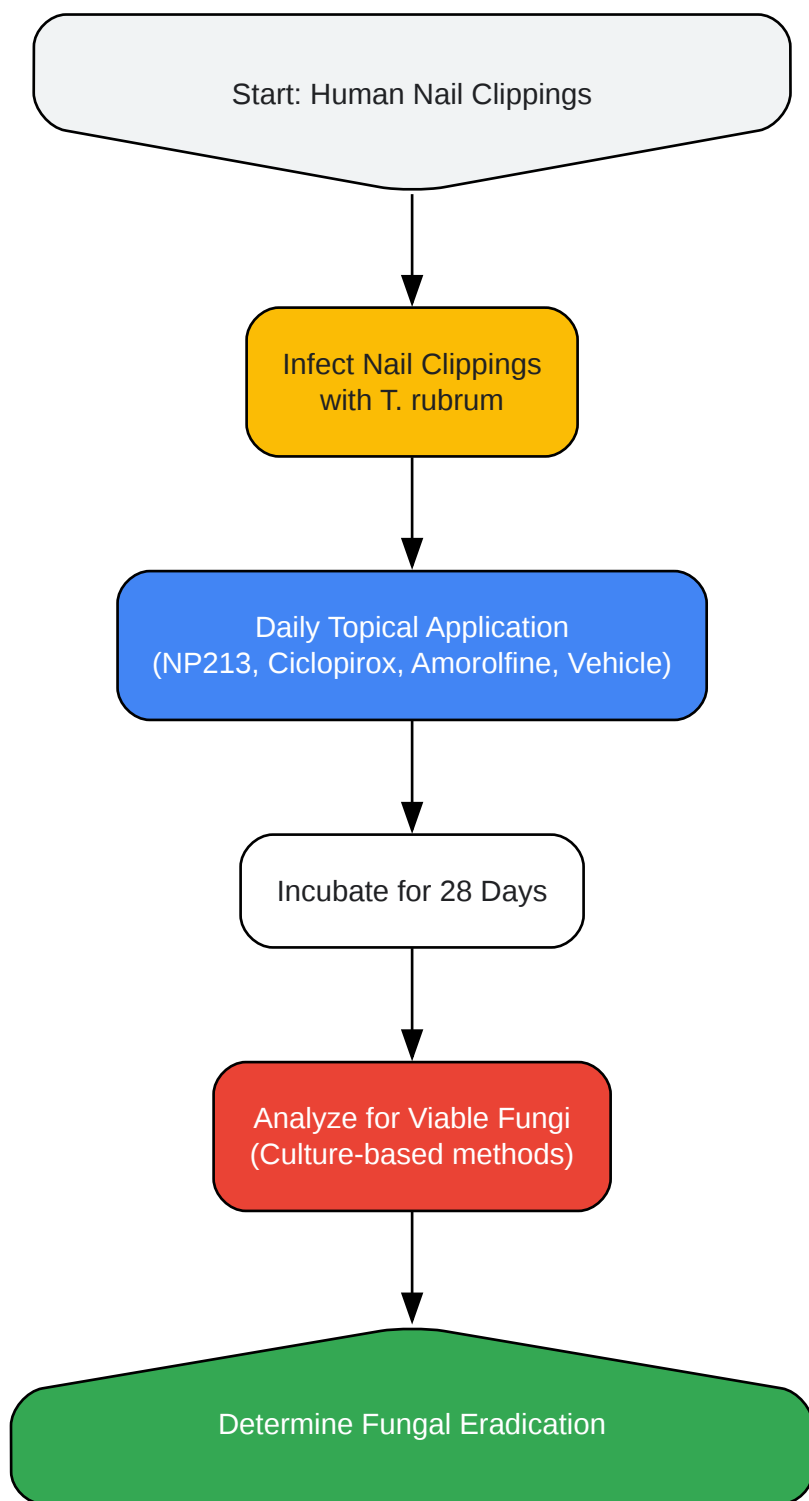 Start: Human Nail Clippings
Infect Nail Clippings
with T. rubrum
Daily Topical Application
(NP213, Ciclopirox, Amorolfine, Vehicle)
Incubate for 28 Days
Analyze for Viable Fungi
(Culture-based methods)
Determine Fungal Eradication